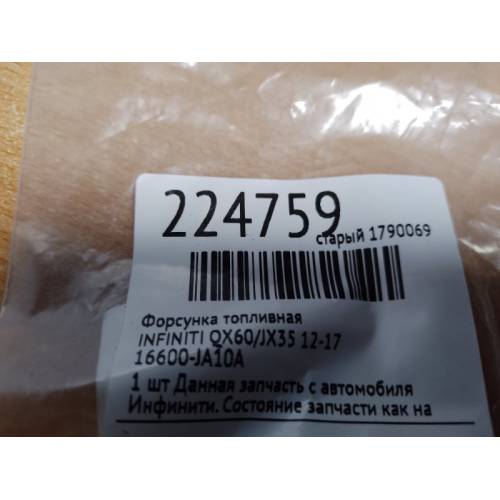 224759
старый 1790069
Форсунка топливная
INFINITI QX60/JX35 12-17
16600-JA10A
1 шт Данная запчасть с автомобиля
Инфинити. Состояние запчасти как на